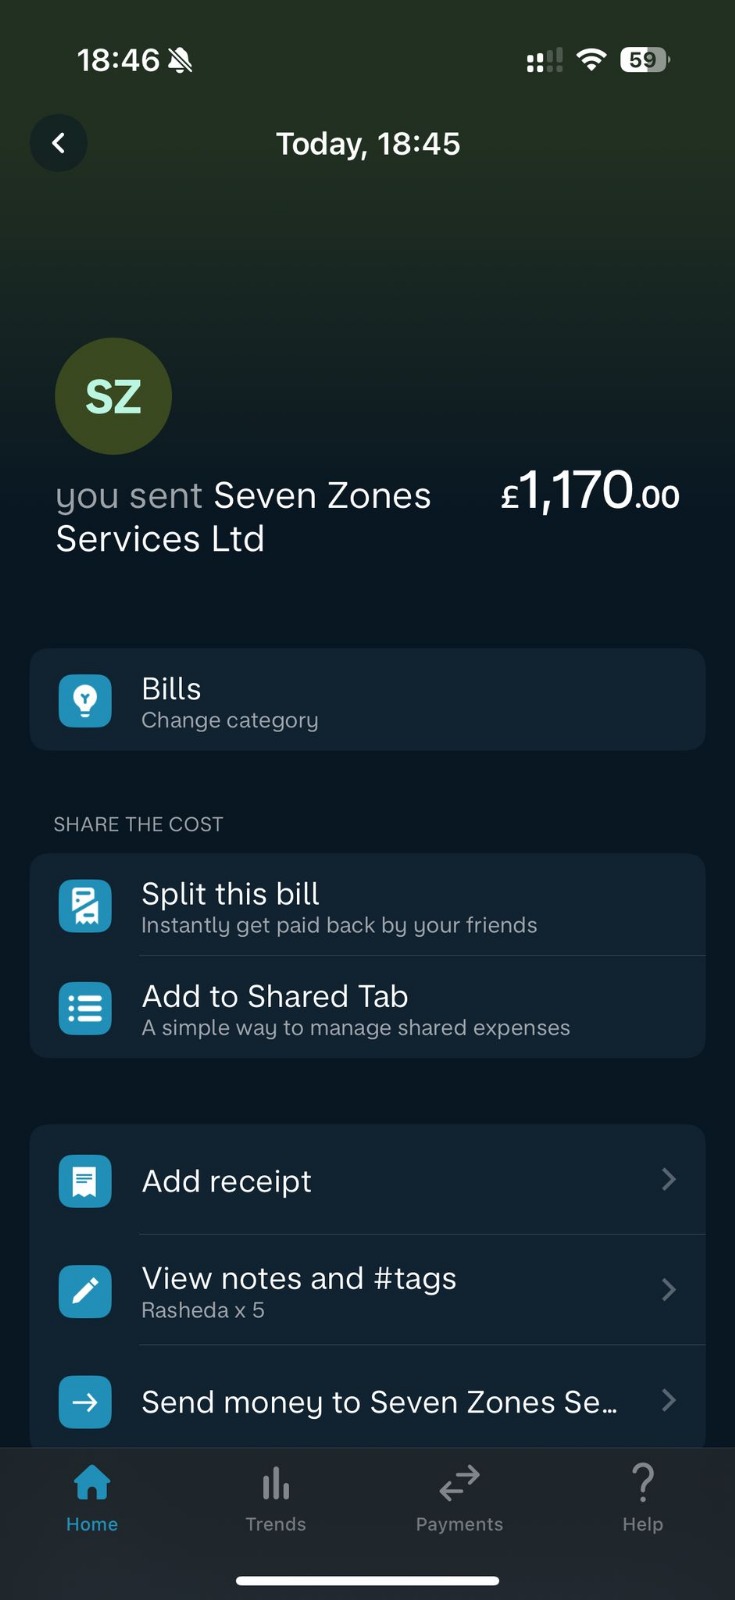 18:46
59
Today, 18:45
SZ
you sent Seven Zones £1,170.00
Services Ltd
Bills
Change category
SHARE THE COST
Split this bill
Instantly get paid back by your friends
Add to Shared Tab
A simple way to manage shared expenses
Add receipt
View notes and #tags
Rasheda x 5
Send money to Seven Zones Se...
Home Trends Payments Help